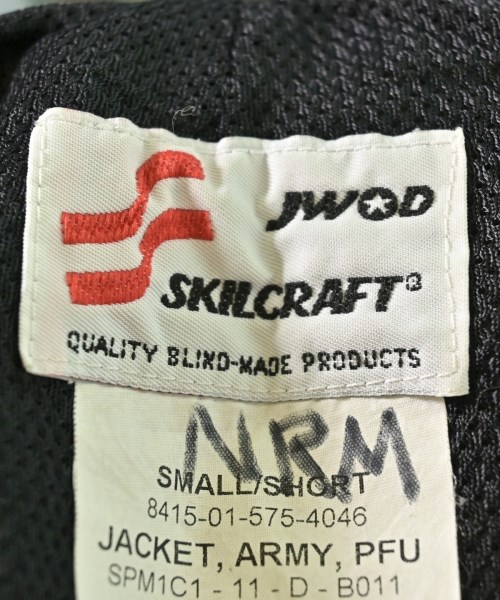 JWOD
SKILCRAFT®
QUALITY BLIND-MADE PRODUCTS
NRM
SMALL/SHORT
8415-01-575-4046
JACKET, ARMY, PFU
SPM1C1 - 11 - D - B011